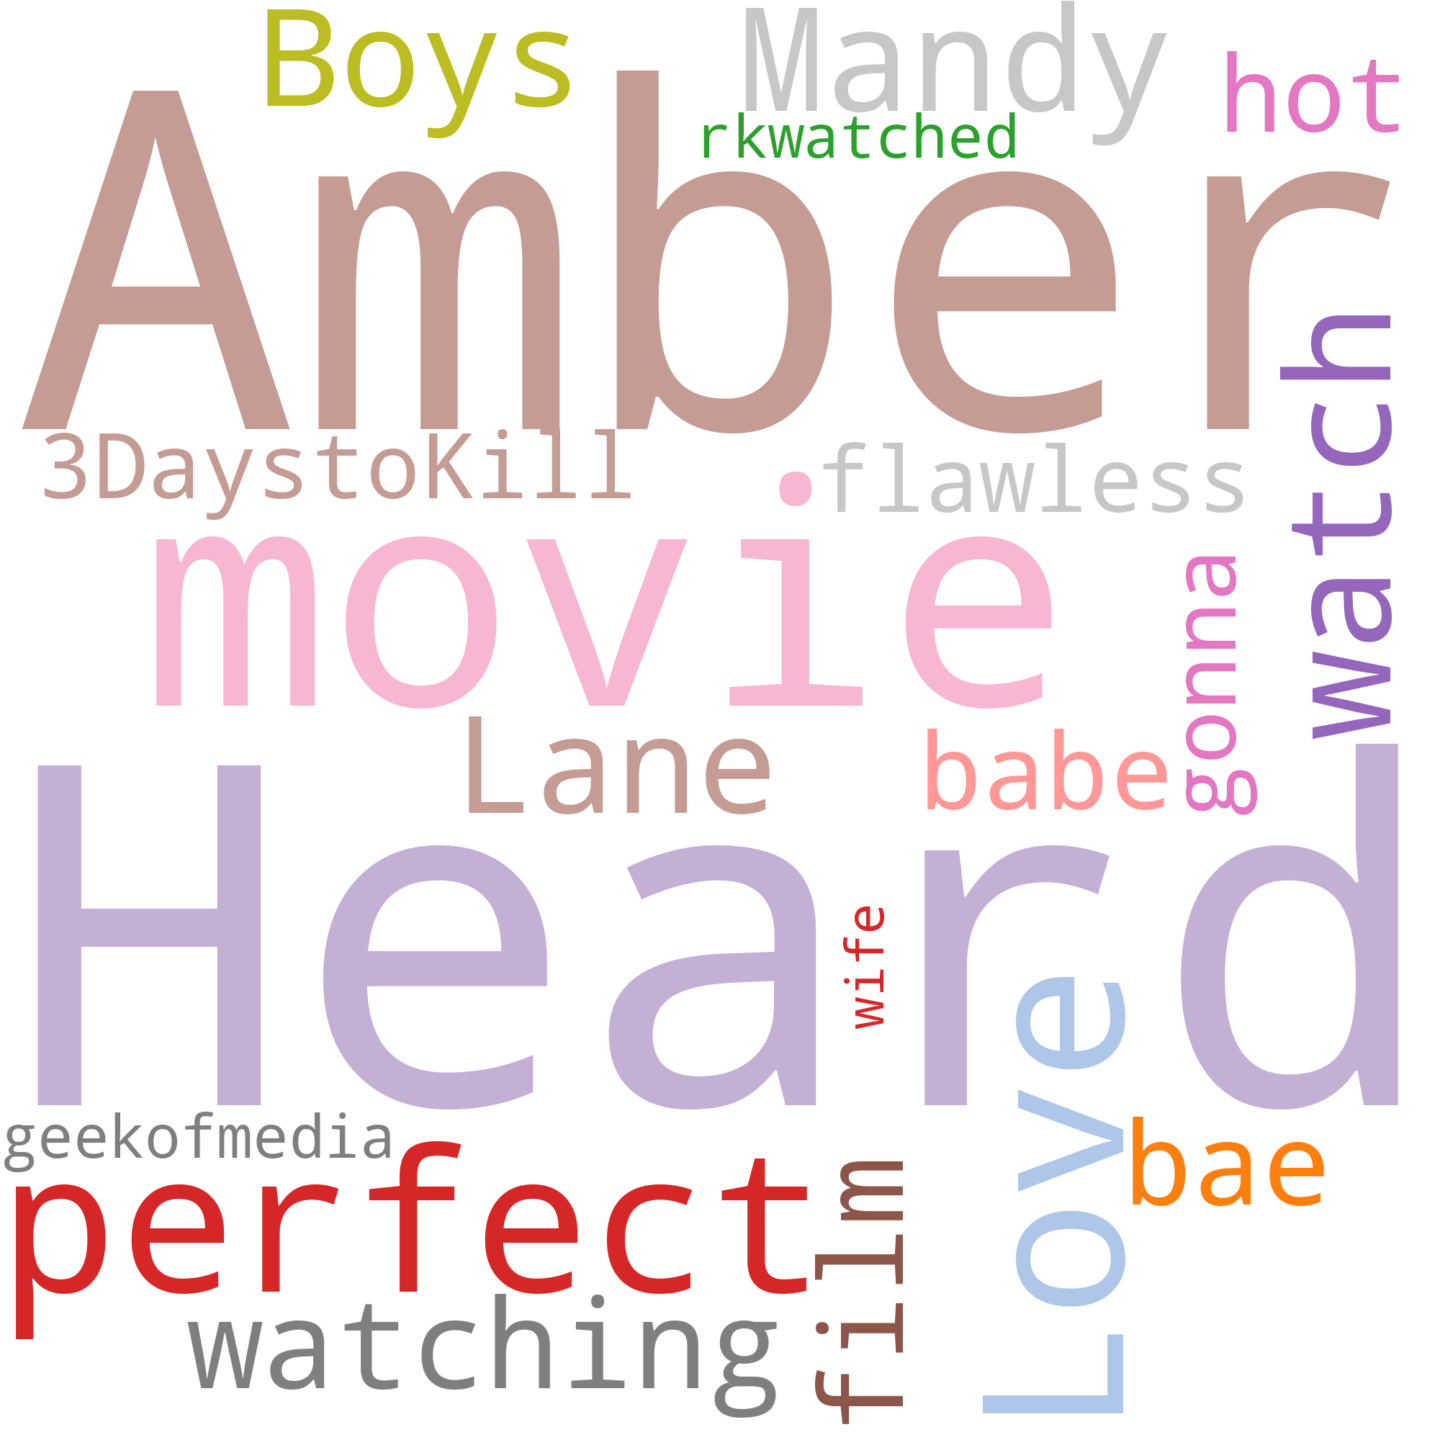 Boys
Mandy
hot
rkwatched
Amber
watch
3DaystoKill
flawless
movie
gonna
Lane
babe
Heard
wife
Love
geekofmedia
bae
perfect
film
watching